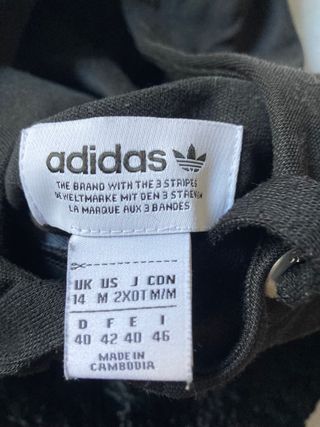 adidas
THE BRAND WITH THE 3 STRIPES
DIE WELTMARKE MIT DEN 3 STREIFEN
LA MARQUE AUX 3 BANDES
UK US J CDN
14 M 2XOT M/M
D F E I
40 42 40 46
MADE IN
CAMBODIA